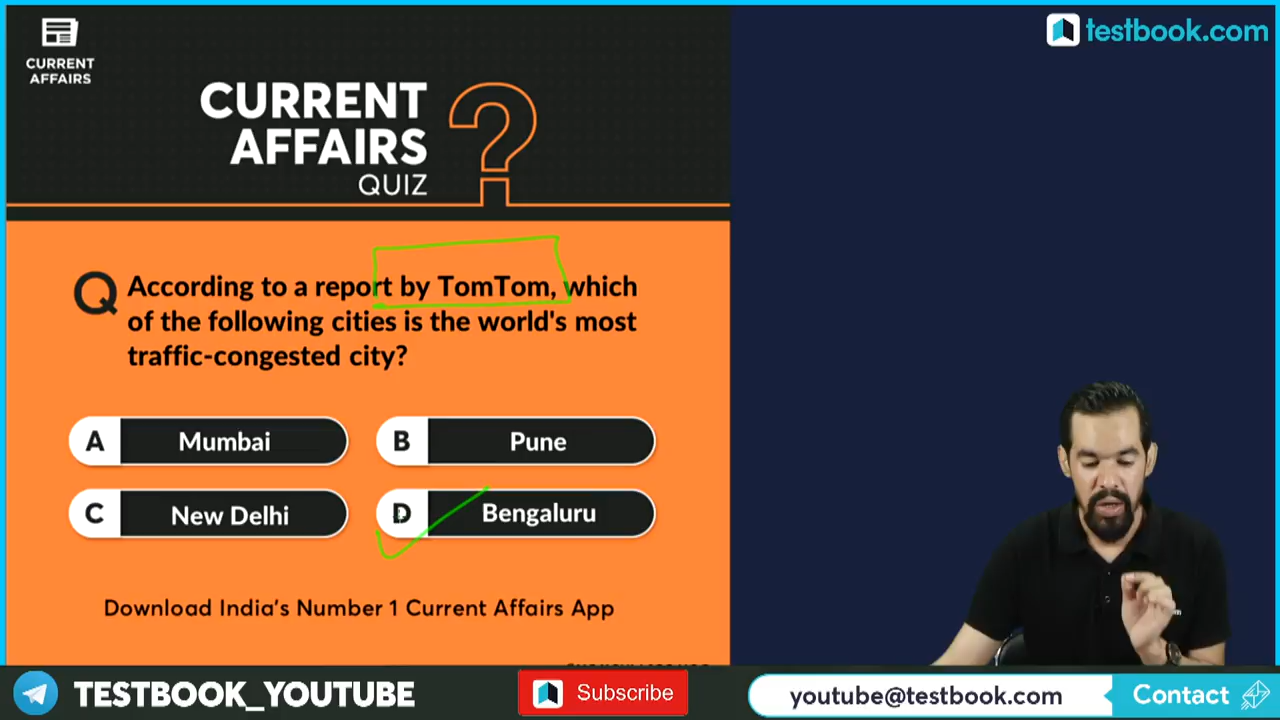 CURRENT
AFFAIRS
testbook.com
CURRENT
AFFAIRS
QUIZ
Q According to a report by TomTom, which
of the following cities is the world's most
traffic-congested city?
A Mumbai
B Pune
C New Delhi
D Bengaluru
Download India's Number 1 Current Affairs App
TESTBOOK_YOUTUBE
Subscribe
youtube@testbook.com
Contact